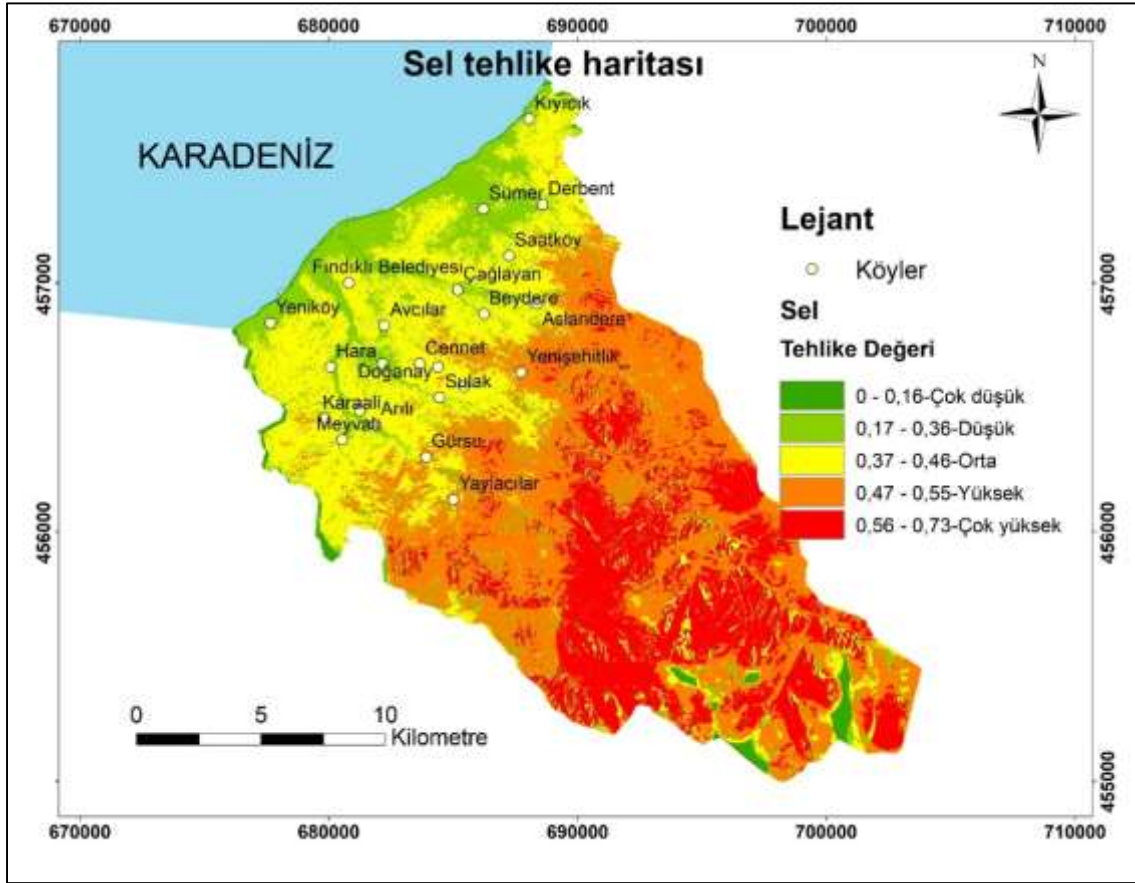 670000 680000 690000 700000 710000
Sel tehlike haritası
N
KARADENİZ
Kıyıcık
Sümer
Derbent
Saatköy
Fındıklı Belediyesi
Çağlayan
Yeniköy
Avcılar
Beydere
Aslandere
Hara
Cennet
Yenişehitlik
Doğanay
Sulak
Karaali
Arılı
Meyvalı
Gürsu
Yaylacılar
Lejant
Köyler
Sel
Tehlike Değeri
0 - 0,16-Çok düşük
0,17 - 0,36-Düşük
0,37 - 0,46-Orta
0,47 - 0,55-Yüksek
0,56 - 0,73-Çok yüksek
457000
457000
456000
456000
455000
455000
0 5 10
Kilometre
670000 680000 690000 700000 710000